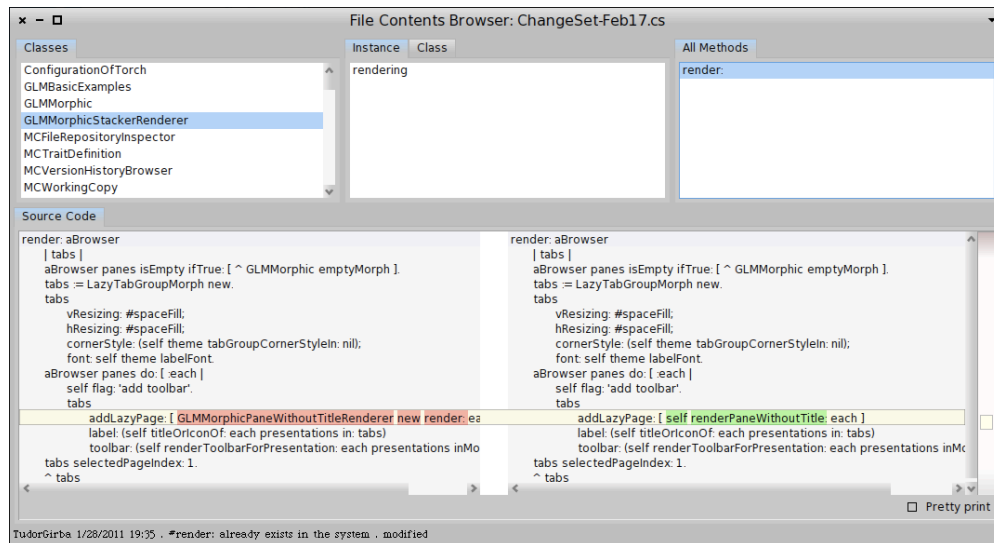 File Contents Browser: ChangeSet-Feb17.cs
Classes
Instance Class
All Methods
ConfigurationOfTorch
GLMBasicExamples
GLMMorphic
GLMMorphicStackerRenderer
MCFileRepositoryInspector
MCTraitDefinition
MCVersionHistoryBrowser
MCWorkingCopy
rendering
render:
Source Code
render: aBrowser
| tabs |
aBrowser panes isEmpty ifTrue: [ ^ GLMMorphic emptyMorph ].
tabs := LazyTabGroupMorph new.
tabs
vResizing: #spaceFill;
hResizing: #spaceFill;
cornerStyle: (self theme tabGroupCornerStyleIn: nil);
font: self theme labelFont.
aBrowser panes do: [ :each |
self flag: 'add toolbar'.
tabs
addLazyPage: [ GLMMorphicPaneWithoutTitleRenderer new render: ea
label: (self titleOrIconOf: each presentations in: tabs)
toolbar: (self renderToolbarForPresentation: each presentations inMo
tabs selectedPageIndex: 1.
^ tabs
render: aBrowser
| tabs |
aBrowser panes isEmpty ifTrue: [ ^ GLMMorphic emptyMorph ].
tabs := LazyTabGroupMorph new.
tabs
vResizing: #spaceFill;
hResizing: #spaceFill;
cornerStyle: (self theme tabGroupCornerStyleIn: nil);
font: self theme labelFont.
aBrowser panes do: [ :each |
self flag: 'add toolbar'.
tabs
addLazyPage: [ self renderPaneWithoutTitle: each ]
label: (self titleOrIconOf: each presentations in: tabs)
toolbar: (self renderToolbarForPresentation: each presentations inMo
tabs selectedPageIndex: 1.
^ tabs
Pretty print
TudorGirba 1/28/2011 19:35 . #render: already exists in the system . modified